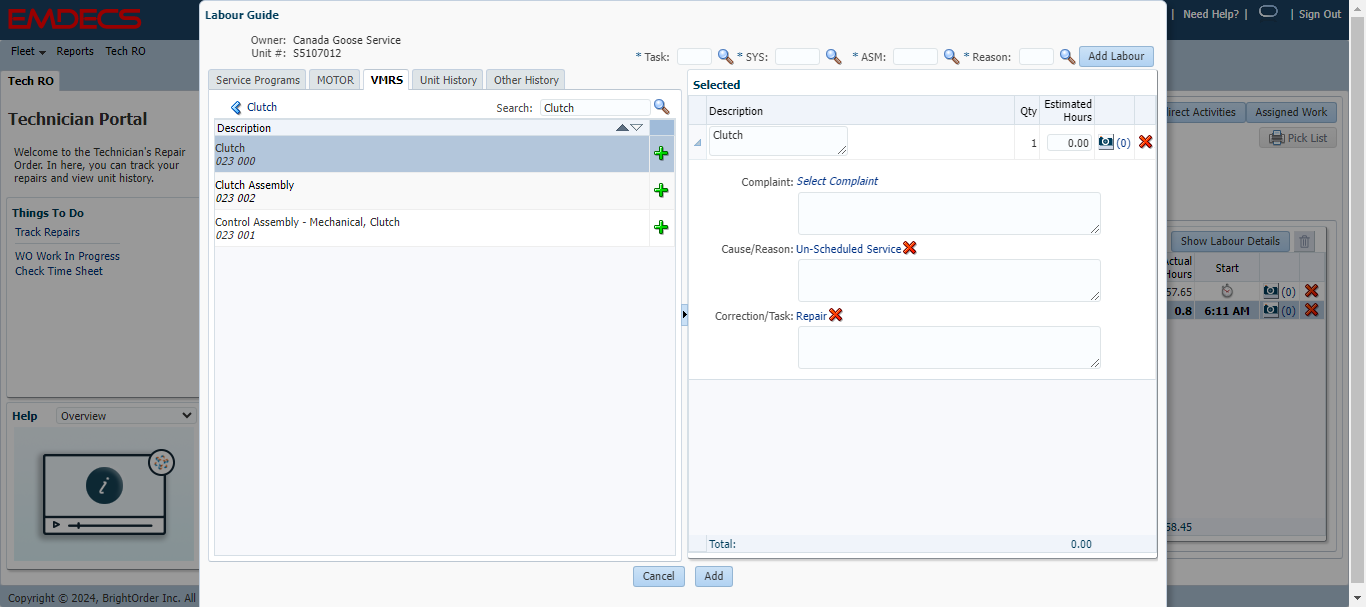 EMDECS
| Need Help? | | Sign Out
Fleet Reports Tech RO
Tech RO
Technician Portal
Welcome to the Technician's Repair
Order. In here, you can track your
repairs and view unit history.
Things To Do
Track Repairs
WO Work In Progress
Check Time Sheet
Help Overview
i
Copyright © 2024, BrightOrder Inc. All
Labour Guide
Owner: Canada Goose Service
Unit #: S5107012
* Task: * SYS: * ASM: * Reason: Add Labour
Service Programs MOTOR VMRS Unit History Other History
Clutch Search: Clutch
Description
Clutch
023 000
Clutch Assembly
023 002
Control Assembly - Mechanical, Clutch
023 001
Selected
Description Qty Estimated
Hours
Clutch 1 0.00 (0)
Complaint: Select Complaint
Cause/Reason: Un-Scheduled Service
Correction/Task: Repair
Total: 0.00
Cancel Add
direct Activities Assigned Work
Pick List
Show Labour Details
ctual
Hours Start
57.65 (0)
0.8 6:11 AM (0)
58.45